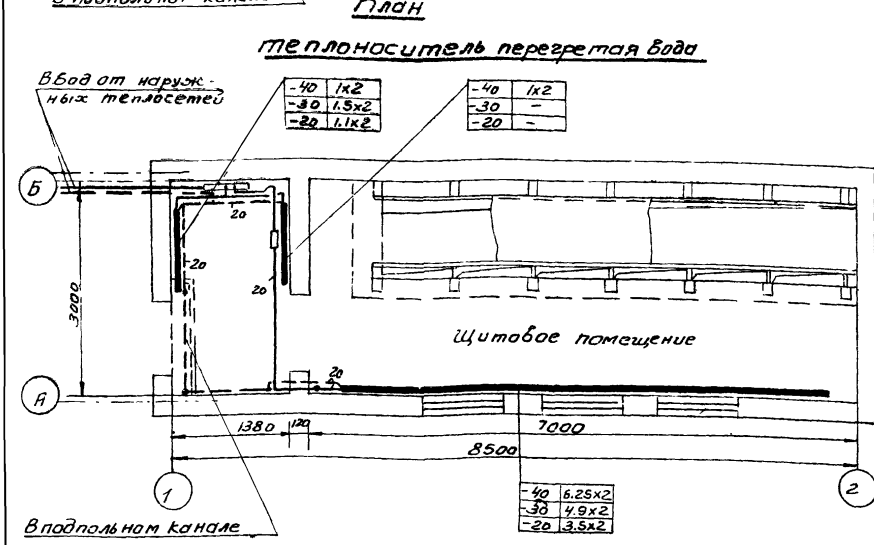 План
теплоноситель перегретая вода
Ввод от наруж-
ных теплосетей
-40 1x2
-30 1.5x2
-20 1.1x2
-40 1x2
-30 -
-20 -
Б
20
20
20
3000
Щитовое помещение
20
А
1380 120 7000
8500
1
2
-40 6.25x2
-30 4.9x2
-20 3.5x2
В подпольном канале